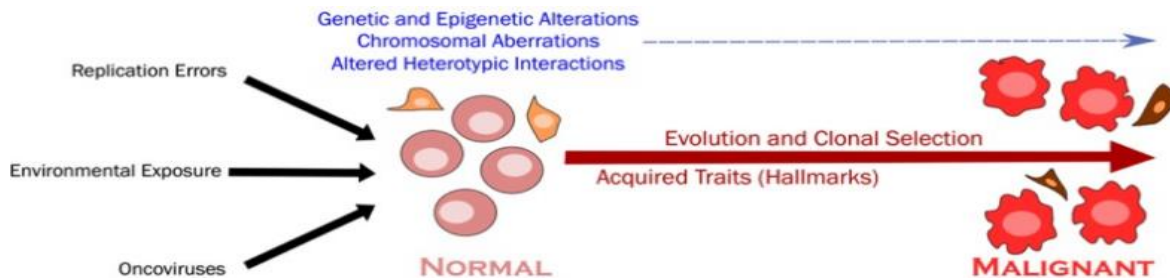 Genetic and Epigenetic Alterations
Chromosomal Aberrations
Altered Heterotypic Interactions
Replication Errors
Environmental Exposure
Oncoviruses
Evolution and Clonal Selection
Acquired Traits (Hallmarks)
NORMAL
MALIGNANT